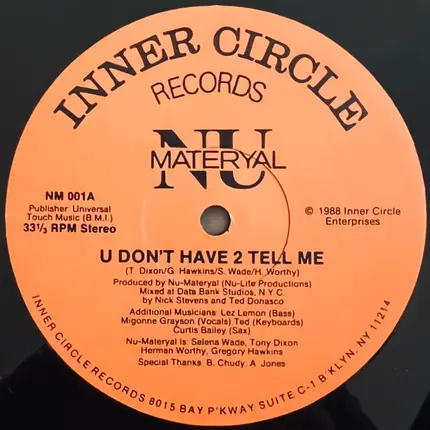 INNER CIRCLE
RECORDS
NU
MATERYAL
NM 001A
Publisher Universal
Touch Music (B.M.I.)
33⅓ RPM Stereo
℗ 1988 Inner Circle
Enterprises
U DON'T HAVE 2 TELL ME
(T. Dixon/G. Hawkins/S. Wade/H. Worthy)
Produced by Nu-Materyal (Nu-Life Productions)
Mixed at Data Bank Studios, N.Y.C.
by Nick Stevens and Ted Donasco
Additional Musicians: Lez Lemon (Bass)
Migonne Grayson (Vocals) Ted (Keyboards)
Curtis Bailey (Sax)
Nu-Materyal is: Selena Wade, Tony Dixon
Herman Worthy, Gregory Hawkins
Special Thanks: B. Chudy, A. Jones
INNER CIRCLE RECORDS 8015 BAY P'KWAY SUITE C-1 B'KLYN, NY 11214